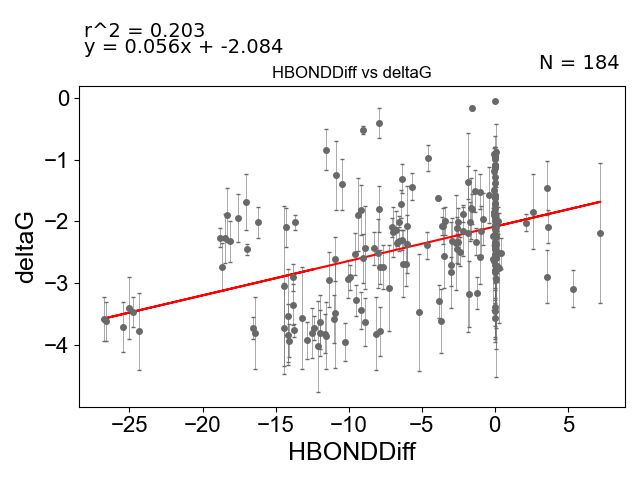 r^2 = 0.203
y = 0.056x + -2.084
N = 184
HBONDDiff vs deltaG
0
−1
−2
−3
−4
deltaG
−25
−20
−15
−10
−5
0
5
HBONDDiff